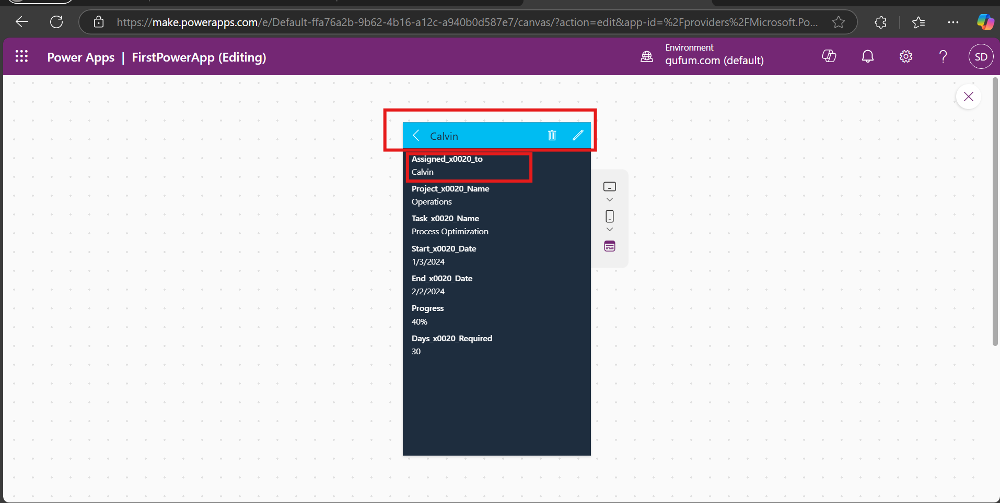 https://make.powerapps.com/e/Default-ffa76a2b-9b62-4b16-a12c-a940b0d587e7/canvas/?action=edit&app-id=%2Fproviders%2FMicrosoft.Po...
Power Apps | FirstPowerApp (Editing)
Environment
gufum.com (default)
SD
Calvin
Assigned_x0020_to
Calvin
Project_x0020_Name
Operations
Task_x0020_Name
Process Optimization
Start_x0020_Date
1/3/2024
End_x0020_Date
2/2/2024
Progress
40%
Days_x0020_Required
30